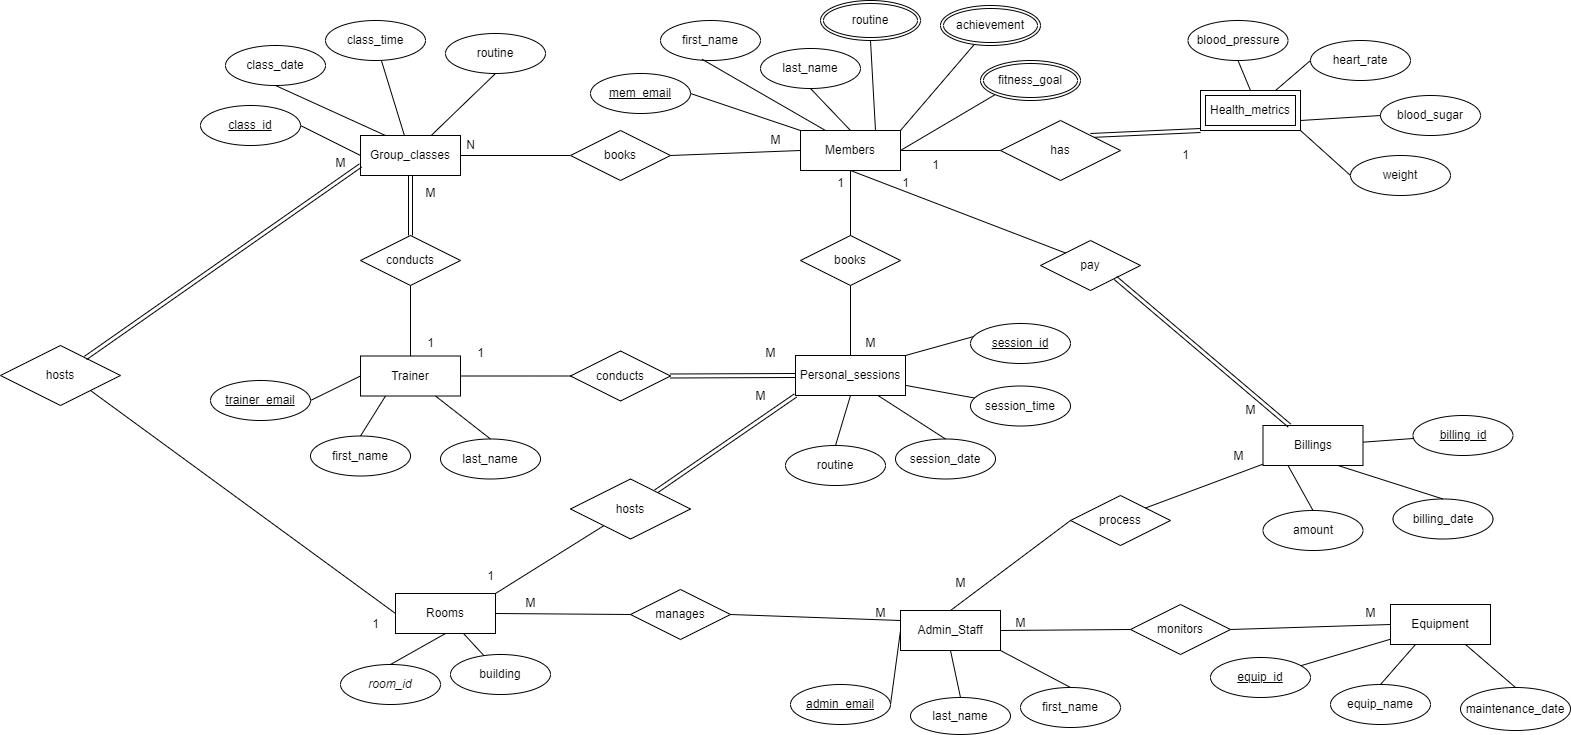 routine
achievement
class_time
first_name
blood_pressure
routine
class_date
last_name
heart_rate
fitness_goal
mem_email
Health_metrics
class_id
blood_sugar
N
M
Group_classes
books
Members
has
M
1
1
weight
M
1
1
conducts
books
pay
1
M
session_id
1
M
hosts
Trainer
conducts
Personal_sessions
trainer_email
M
session_time
M
billing_id
Billings
first_name
last_name
routine
session_date
M
hosts
process
amount
billing_date
1
M
Rooms
M
manages
M
M
M
1
Admin_Staff
monitors
Equipment
building
room_id
equip_id
admin_email
last_name
first_name
equip_name
maintenance_date